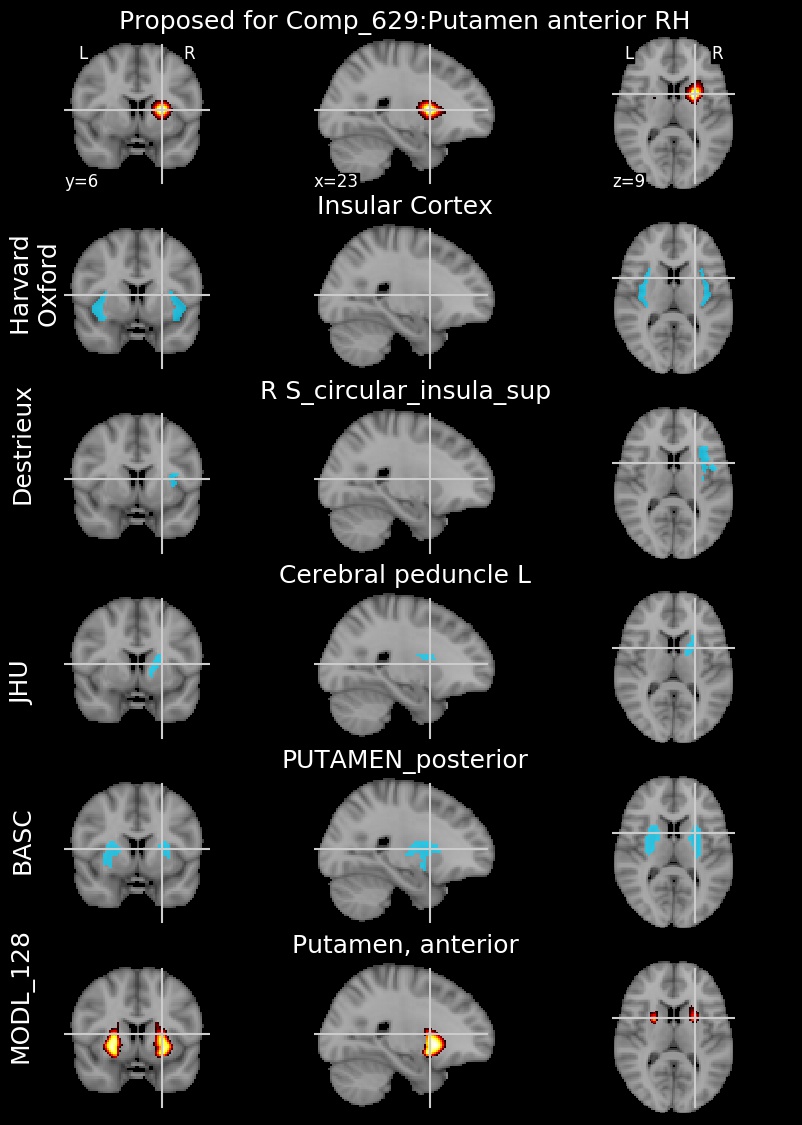 Proposed for Comp_629:Putamen anterior RH
L R L R
y=6 x=23 z=9
Insular Cortex
Harvard
Oxford
R S_circular_insula_sup
Destrieux
Cerebral peduncle L
JHU
PUTAMEN_posterior
BASC
Putamen, anterior
MODL_128